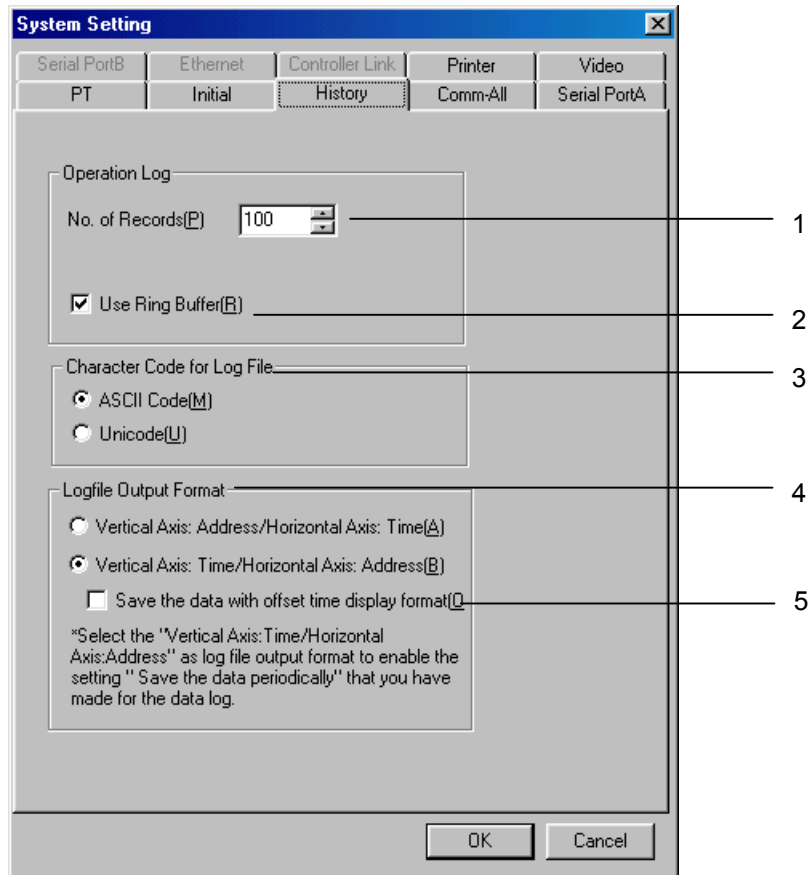 System Setting
Serial PortB Ethernet Controller Link Printer Video
PT Initial History Comm-All Serial PortA
Operation Log
No. of Records(P) 100 1
Use Ring Buffer(R) 2
Character Code for Log File 3
ASCII Code(M)
Unicode(U)
Logfile Output Format 4
Vertical Axis: Address/Horizontal Axis: Time(A)
Vertical Axis: Time/Horizontal Axis: Address(B)
Save the data with offset time display format(O 5
*Select the "Vertical Axis:Time/Horizontal
Axis:Address" as log file output format to enable the
setting " Save the data periodically" that you have
made for the data log.
OK Cancel